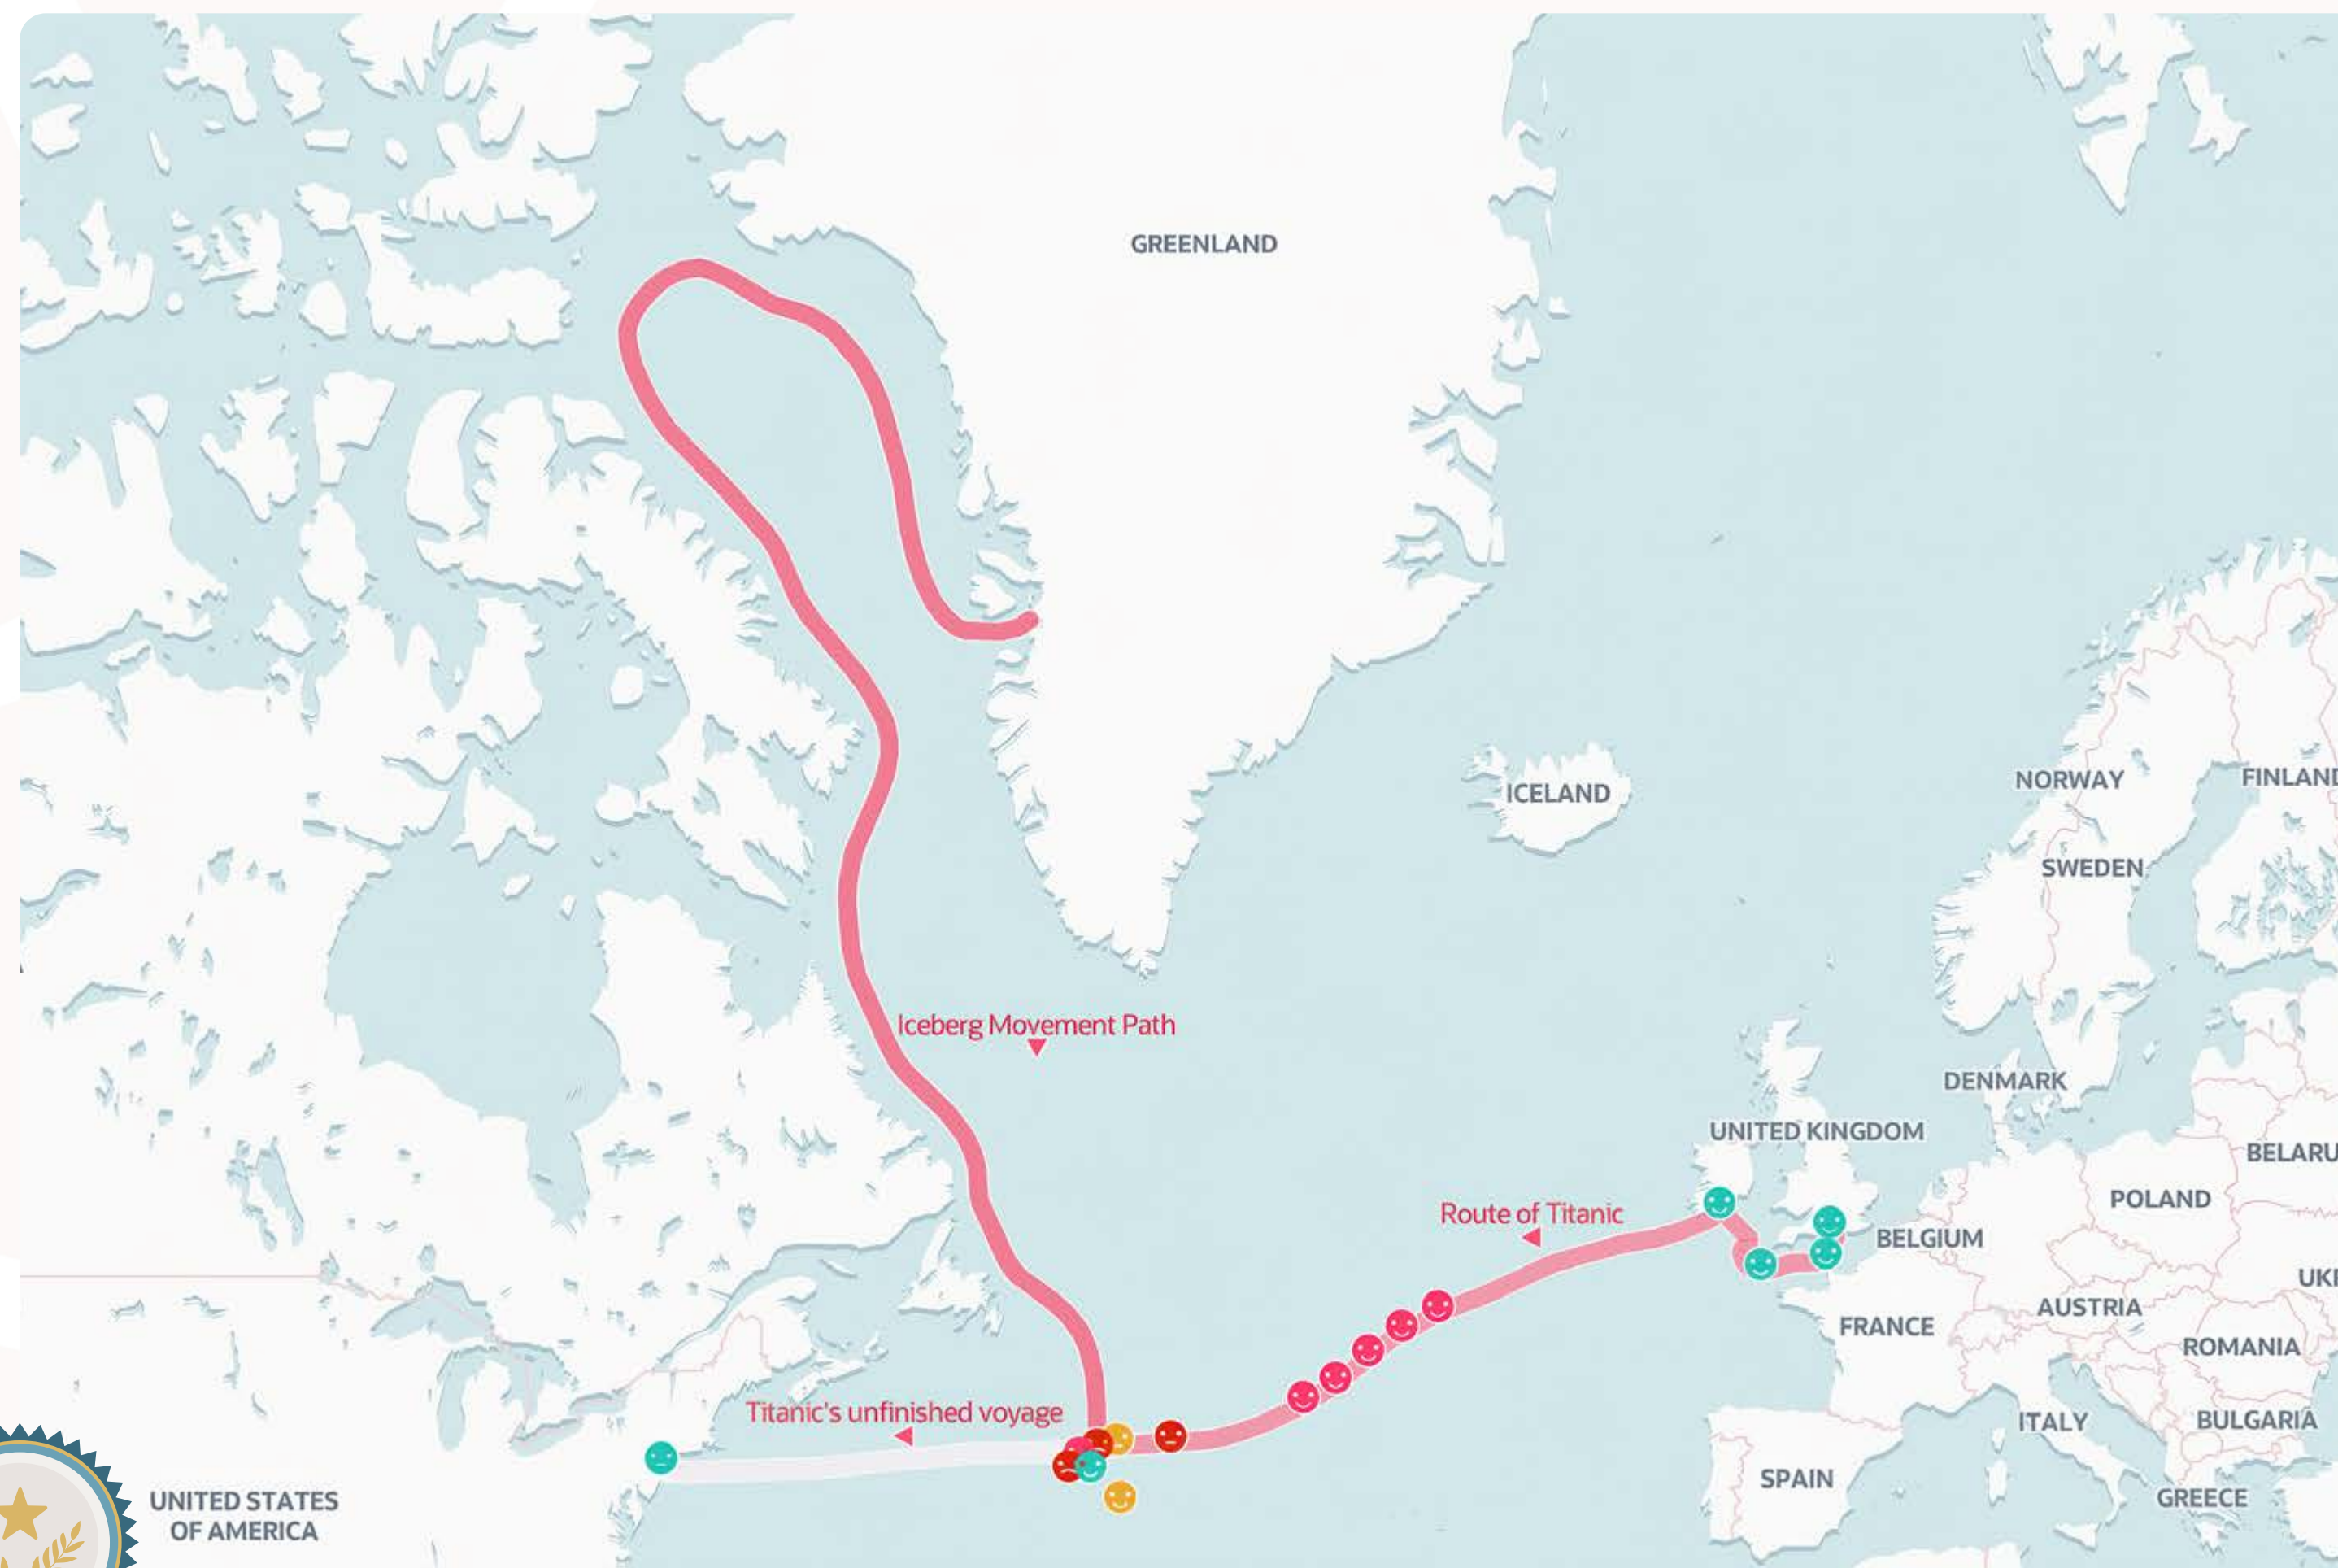 GREENLAND
ICELAND
NORWAY
FINLAND
SWEDEN
Iceberg Movement Path
DENMARK
UNITED KINGDOM
BELARU
POLAND
Route of Titanic
BELGIUM
UKR
AUSTRIA
FRANCE
ROMANIA
Titanic's unfinished voyage
ITALY
BULGARIA
SPAIN
GREECE
UNITED STATES
OF AMERICA